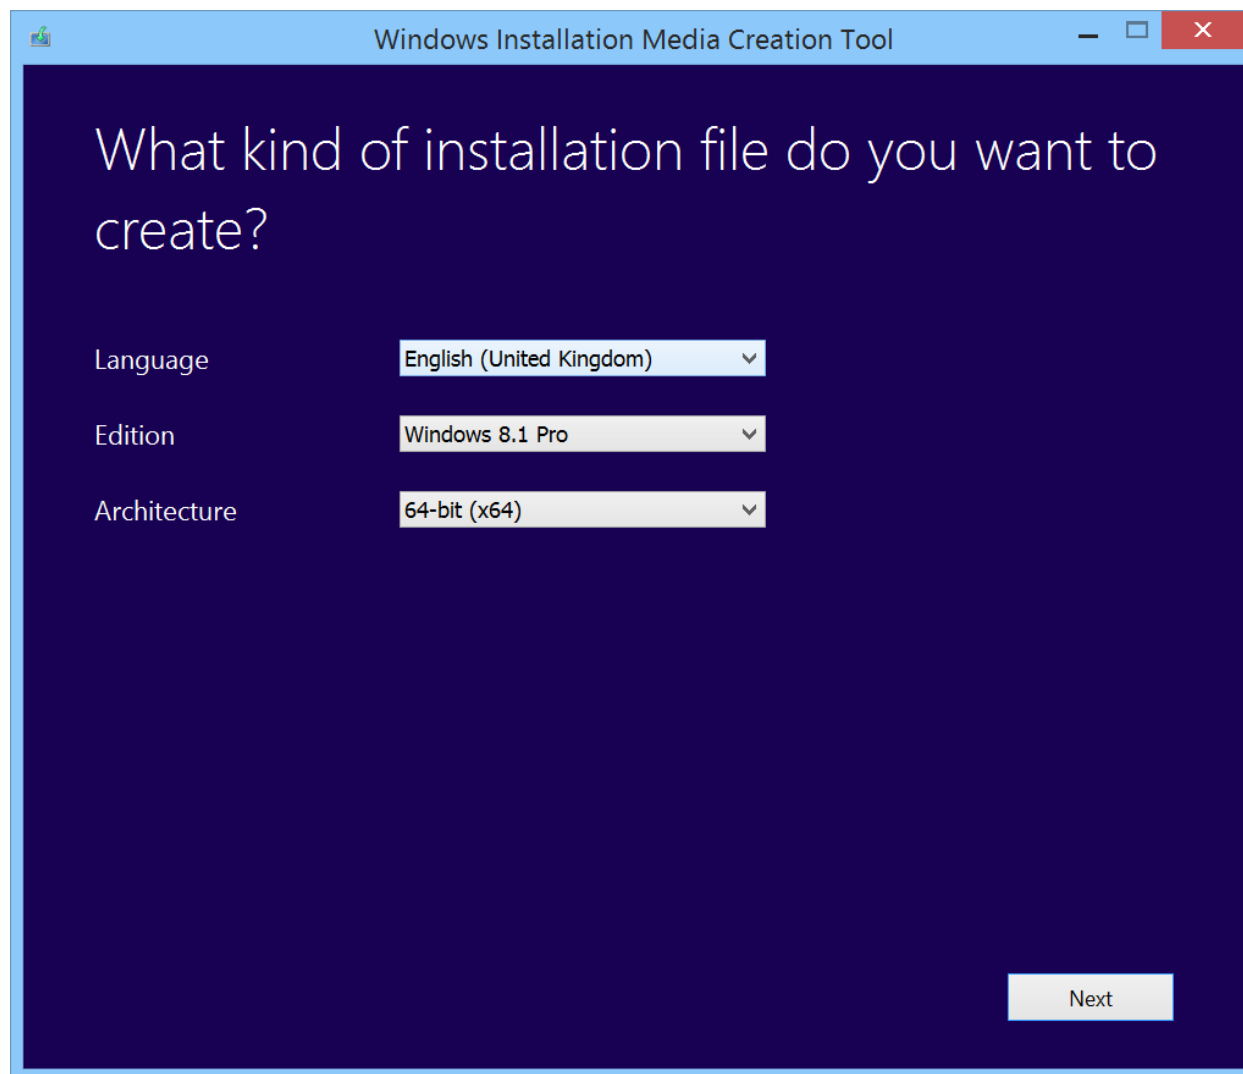 Windows Installation Media Creation Tool
What kind of installation file do you want to
create?
Language
English (United Kingdom)
Edition
Windows 8.1 Pro
Architecture
64-bit (x64)
Next